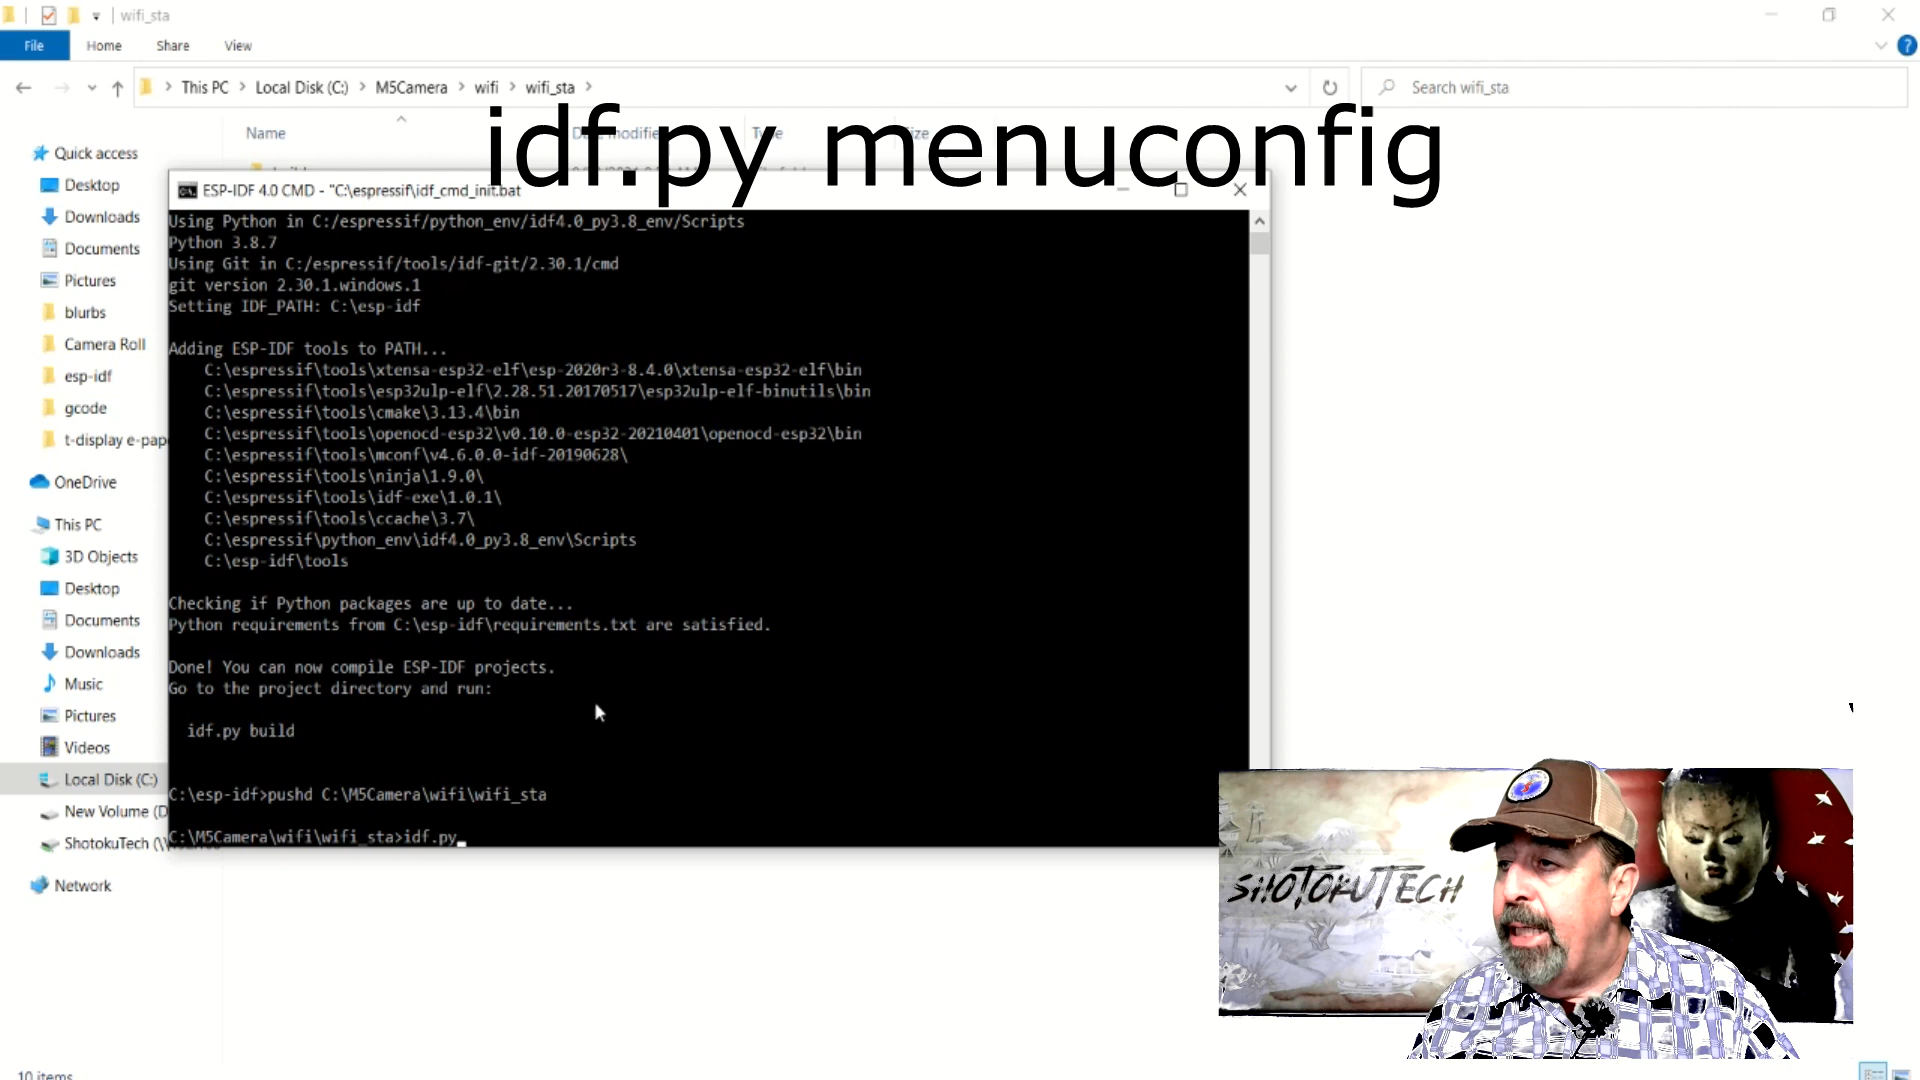 wifi_sta
File
Home
Share
View
This PC
Local Disk (C:)
M5Camera
wifi
wifi_sta
Search wifi_sta
Name
idf.py menuconfig
Quick access
Desktop
Downloads
Documents
Pictures
blurbs
Camera Roll
esp-idf
gcode
t-display e-pap
OneDrive
This PC
3D Objects
Desktop
Documents
Downloads
Music
Pictures
Videos
Local Disk (C:)
New Volume (D
ShotokuTech (\\
Network
10 items
ESP-IDF 4.0 CMD - "C:\espressif\idf_cmd_init.bat
Using Python in C:/espressif/python_env/idf4.0_py3.8_env/Scripts
Python 3.8.7
Using Git in C:/espressif/tools/idf-git/2.30.1/cmd
git version 2.30.1.windows.1
Setting IDF_PATH: C:\esp-idf
Adding ESP-IDF tools to PATH...
C:\espressif\tools\xtensa-esp32-elf\esp-2020r3-8.4.0\xtensa-esp32-elf\bin
C:\espressif\tools\esp32ulp-elf\2.28.51.20170517\esp32ulp-elf-binutils\bin
C:\espressif\tools\cmake\3.13.4\bin
C:\espressif\tools\openocd-esp32\v0.10.0-esp32-20210401\openocd-esp32\bin
C:\espressif\tools\mconf\v4.6.0.0-idf-20190628\
C:\espressif\tools\ninja\1.9.0\
C:\espressif\tools\idf-exe\1.0.1\
C:\espressif\tools\ccache\3.7\
C:\espressif\python_env\idf4.0_py3.8_env\Scripts
C:\esp-idf\tools
Checking if Python packages are up to date...
Python requirements from C:\esp-idf\requirements.txt are satisfied.
Done! You can now compile ESP-IDF projects.
Go to the project directory and run:
idf.py build
C:\esp-idf>pushd C:\M5Camera\wifi\wifi_sta
C:\M5Camera\wifi\wifi_sta>idf.py
SHOTOKUTECH